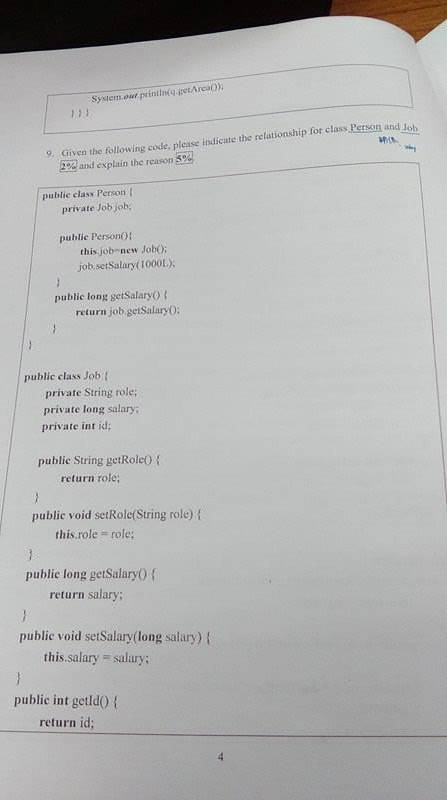 System.out.println(q.getArea());
} } }
9. Given the following code, please indicate the relationship for class Person and Job
2% and explain the reason 5%
why
public class Person {
private Job job;
public Person(){
this.job=new Job();
job.setSalary(1000L);
}
public long getSalary() {
return job.getSalary();
}
}
public class Job {
private String role;
private long salary;
private int id;
public String getRole() {
return role;
}
public void setRole(String role) {
this.role = role;
}
public long getSalary() {
return salary;
}
public void setSalary(long salary) {
this.salary = salary;
}
public int getId() {
return id;
4